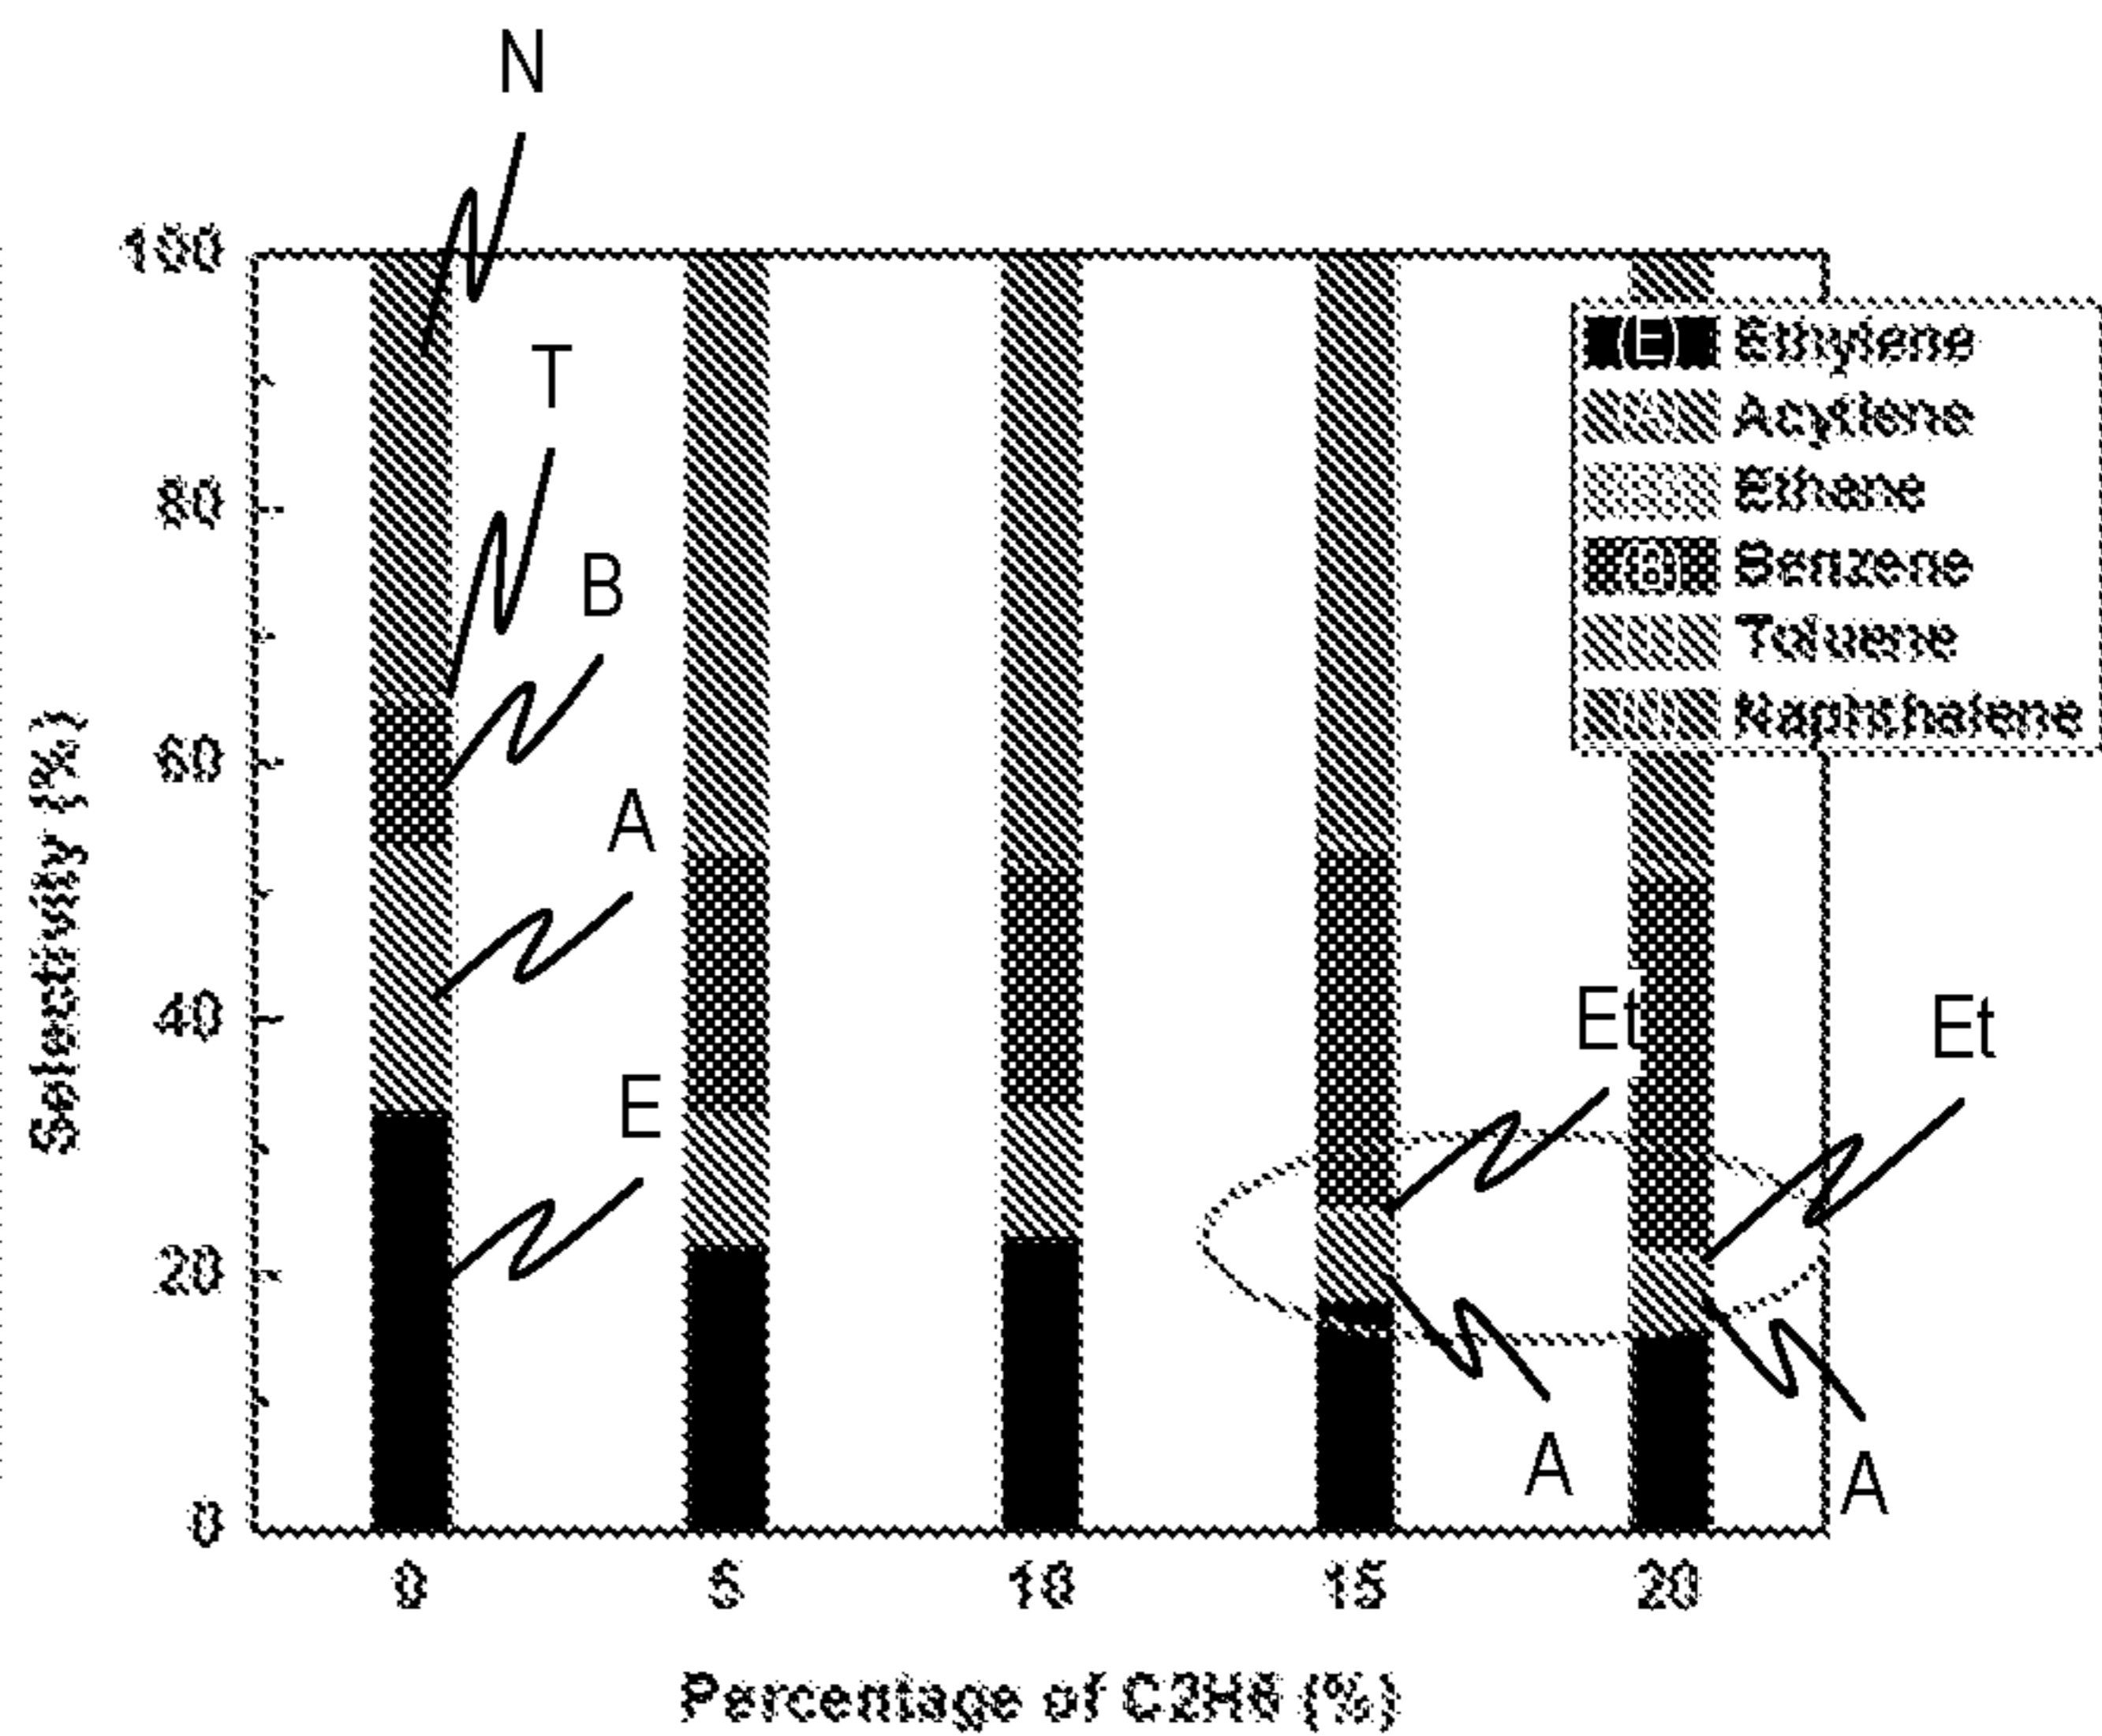 N
T
B
A
E
Et
Et
A
A
100
80
60
40
20
0
Selectivity (%)
0 5 10 15 20
Percentage of C2H6 (%)
(E) Ethylene
Acytlene
Ethane
(B) Benzene
Toluene
Naphthalene